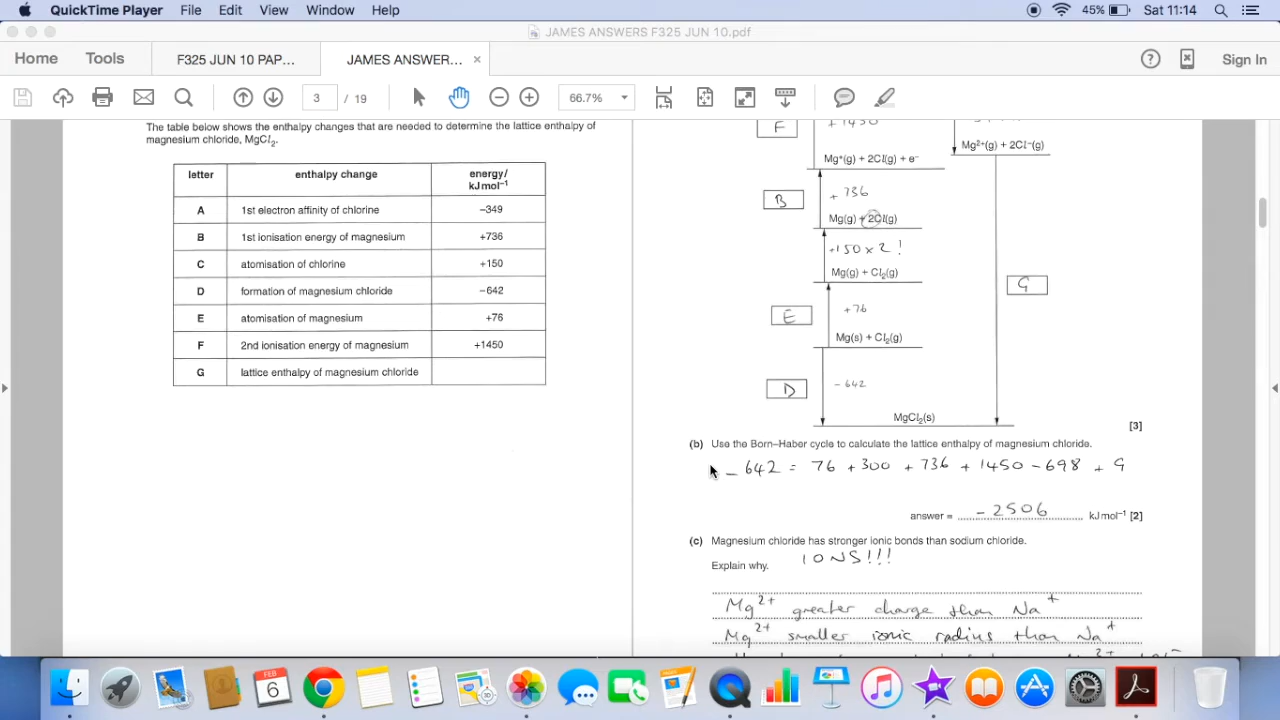 QuickTime Player File Edit View Window Help 45% Sat 11:14
JAMES ANSWERS F325 JUN 10.pdf
Home Tools F325 JUN 10 PAP... JAMES ANSWER... × Sign In
3 / 19 66.7%
The table below shows the enthalpy changes that are needed to determine the lattice enthalpy of
magnesium chloride, MgCl₂.
letter enthalpy change energy/
kJ mol⁻¹
A 1st electron affinity of chlorine –349
B 1st ionisation energy of magnesium +736
C atomisation of chlorine +150
D formation of magnesium chloride –642
E atomisation of magnesium +76
F 2nd ionisation energy of magnesium +1450
G lattice enthalpy of magnesium chloride
F +1450
Mg²⁺(g) + 2Cl⁻(g)
Mg⁺(g) + 2Cl(g) + e⁻
B +736
Mg(g) + 2Cl(g)
+150 x 2 !
Mg(g) + Cl₂(g)
G
E +76
Mg(s) + Cl₂(g)
D - 642
MgCl₂(s)
[3]
(b) Use the Born–Haber cycle to calculate the lattice enthalpy of magnesium chloride.
- 642 = 76 + 300 + 736 + 1450 - 698 + G
answer = - 2506 kJ mol⁻¹ [2]
(c) Magnesium chloride has stronger ionic bonds than sodium chloride.
IONS!!!
Explain why.
Mg²⁺ greater charge than Na⁺
Mg²⁺ smaller ionic radius than Na⁺
FEB
6